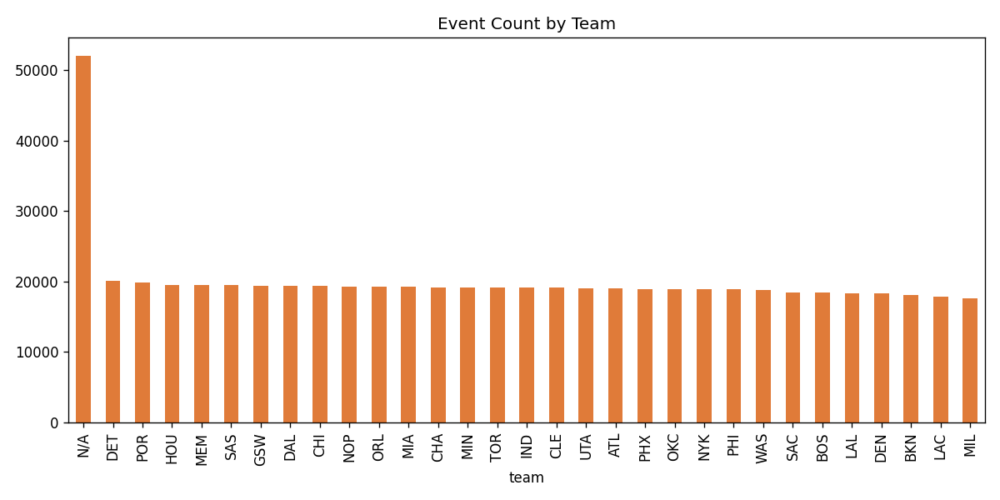 Event Count by Team
50000
40000
30000
20000
10000
0
N/A DET POR HOU MEM SAS GSW DAL CHI NOP ORL MIA CHA MIN TOR IND CLE UTA ATL PHX OKC NYK PHI WAS SAC BOS LAL DEN BKN LAC MIL
team